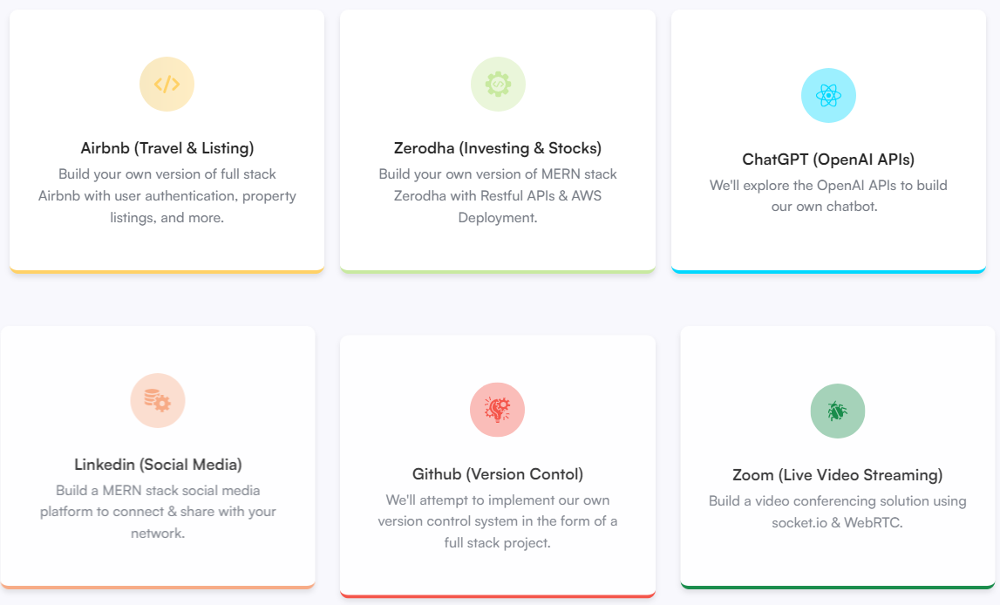 Airbnb (Travel & Listing)
Build your own version of full stack
Airbnb with user authentication, property
listings, and more.
Zerodha (Investing & Stocks)
Build your own version of MERN stack
Zerodha with Restful APIs & AWS
Deployment.
ChatGPT (OpenAI APIs)
We'll explore the OpenAI APIs to build
our own chatbot.
Linkedin (Social Media)
Build a MERN stack social media
platform to connect & share with your
network.
Github (Version Contol)
We'll attempt to implement our own
version control system in the form of a
full stack project.
Zoom (Live Video Streaming)
Build a video conferencing solution using
socket.io & WebRTC.